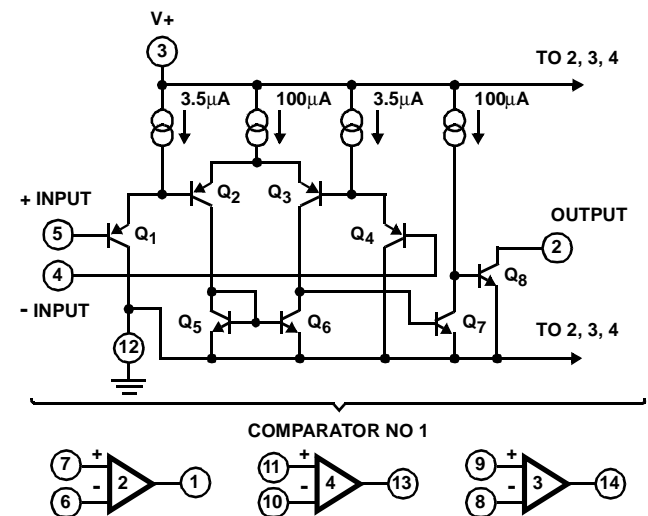 V+
3
TO 2, 3, 4
3.5µA 100µA 3.5µA 100µA
+ INPUT
Q2 Q3
5 Q1 Q4 OUTPUT
2
4 Q8
- INPUT
Q5 Q6 Q7
12 TO 2, 3, 4
COMPARATOR NO 1
7 + 11 + 9 +
2 1 4 13 3 14
6 - 10 - 8 -